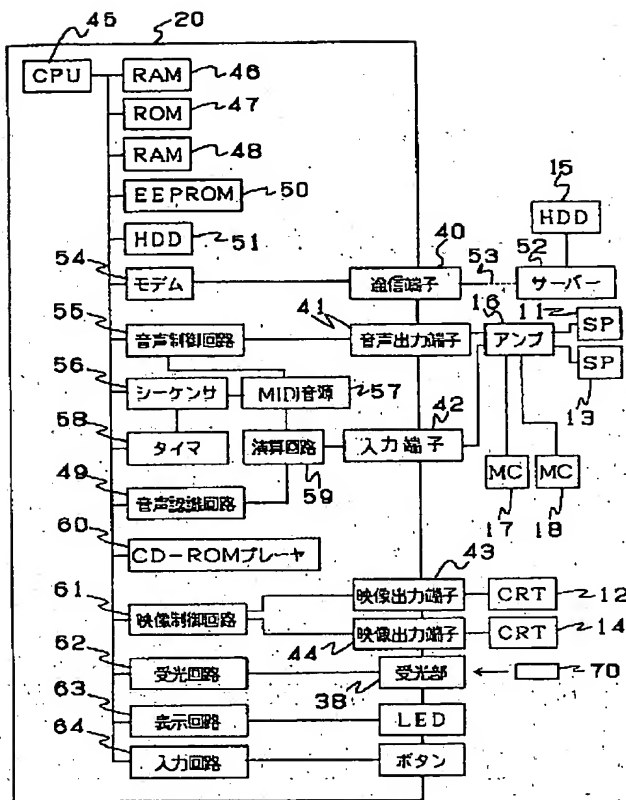 45
20
CPU
RAM
46
ROM
47
RAM
48
EEPROM
50
HDD
51
15
HDD
54
モデム
40
通信端子
53
52
サーバー
55
音声制御回路
41
音声出力端子
16
アンプ
11
SP
SP
13
56
シーケンサ
MIDI音源
57
58
タイマ
演算回路
59
42
入力端子
MC
MC
17
18
49
音声認識回路
60
CD-ROMプレーヤ
43
61
映像制御回路
映像出力端子
CRT
12
44
映像出力端子
CRT
14
62
受光回路
38
受光部
70
63
表示回路
LED
64
入力回路
ボタン